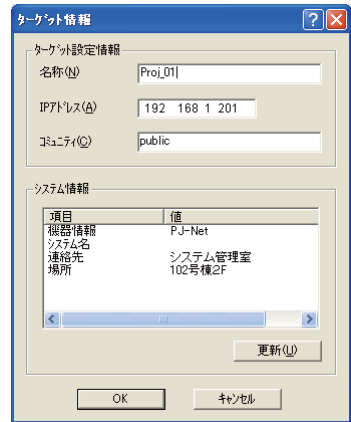 ターゲット情報
ターゲット設定情報
名称(N) Proj_01
IPアドレス(A) 192 168 1 201
コミュニティ(C) public
システム情報
項目 値
機器情報 PJ-Net
システム名
連絡先 システム管理室
場所 102号棟2F
更新(U)
OK キャンセル